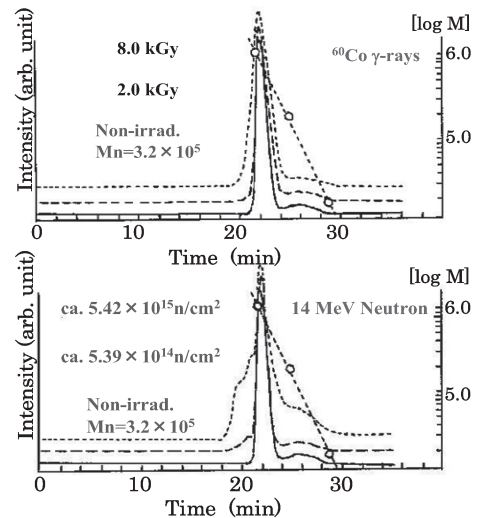 [log M]
8.0 kGy
⁶⁰Co γ-rays
6.0
2.0 kGy
Non-irrad.
Mn=3.2×10⁵
5.0
Intensity (arb. unit)
0 10 20 30
Time (min)
[log M]
ca. 5.42×10¹⁵n/cm²
14 MeV Neutron
6.0
ca. 5.39×10¹⁴n/cm²
Non-irrad.
Mn=3.2×10⁵
5.0
Intensity (arb. unit)
0 10 20 30
Time (min)